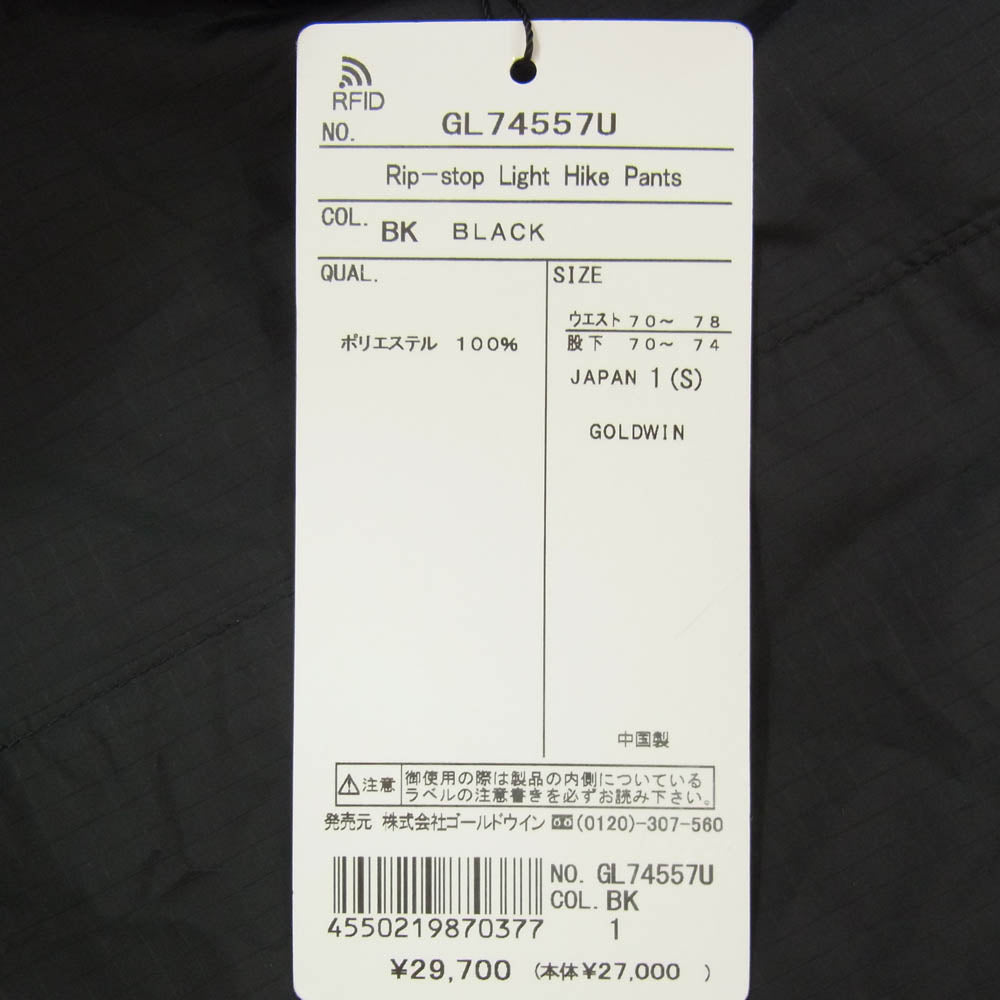 RFID
NO. GL74557U
Rip-stop Light Hike Pants
COL. BK BLACK
QUAL.
ポリエステル 100%
SIZE
ウエスト 70～ 78
股下 70～ 74
JAPAN 1 (S)
GOLDWIN
中国製
注意 御使用の際は製品の内側についている
ラベルの注意書きを必ずお読み下さい。
発売元 株式会社ゴールドウイン (0120)-307-560
NO. GL74557U
COL. BK
1
4550219870377
¥29,700 (本体¥27,000 )